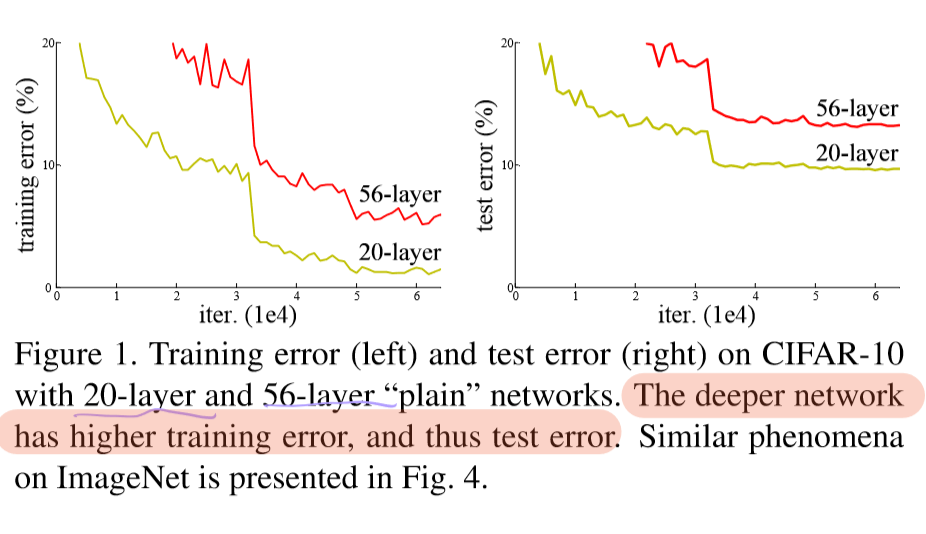 20
10
0
training error (%)
0 1 2 3 4 5 6
iter. (1e4)
56-layer
20-layer
20
10
0
test error (%)
0 1 2 3 4 5 6
iter. (1e4)
56-layer
20-layer
Figure 1. Training error (left) and test error (right) on CIFAR-10
with 20-layer and 56-layer “plain” networks. The deeper network
has higher training error, and thus test error. Similar phenomena
on ImageNet is presented in Fig. 4.